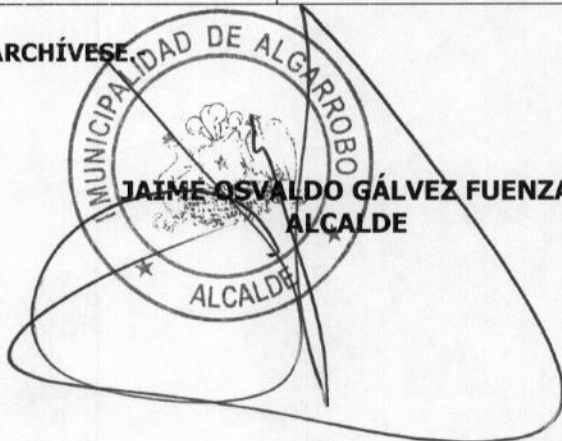 ARCHÍVESE.-
I MUNICIPALIDAD DE ALGARROBO
JAIME OSVALDO GÁLVEZ FUENZA
ALCALDE
ALCALDE